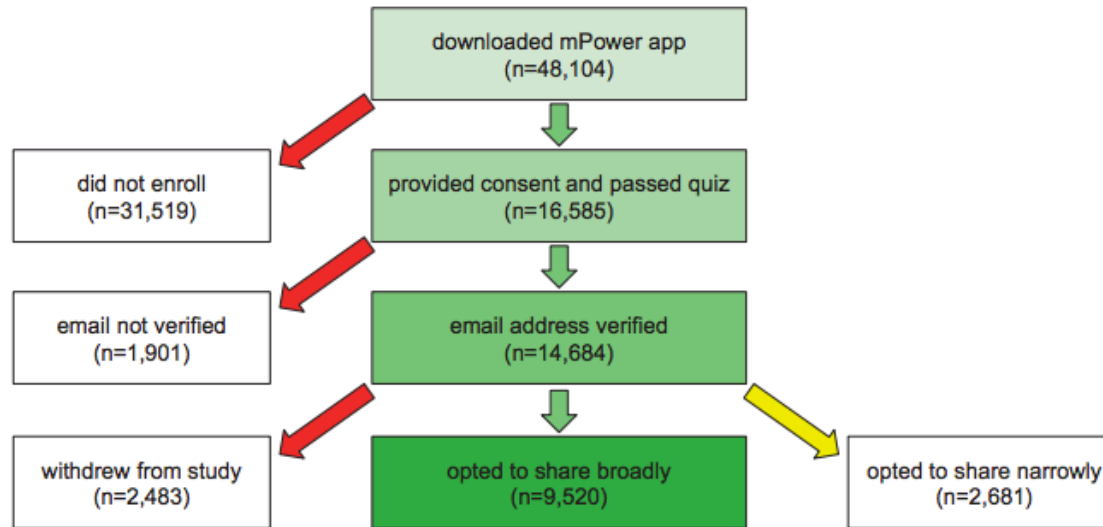 downloaded mPower app
(n=48,104)
did not enroll
(n=31,519)
provided consent and passed quiz
(n=16,585)
email not verified
(n=1,901)
email address verified
(n=14,684)
withdrew from study
(n=2,483)
opted to share broadly
(n=9,520)
opted to share narrowly
(n=2,681)